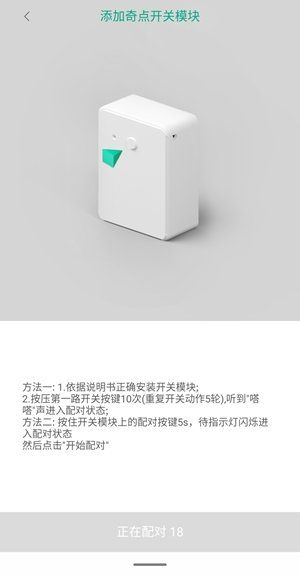 添加奇点开关模块
方法一: 1.依据说明书正确安装开关模块;
2.按压第一路开关按键10次(重复开关动作5轮),听到"嗒
嗒"声进入配对状态;
方法二: 按住开关模块上的配对按键5s，待指示灯闪烁进
入配对状态
然后点击"开始配对"
正在配对 18